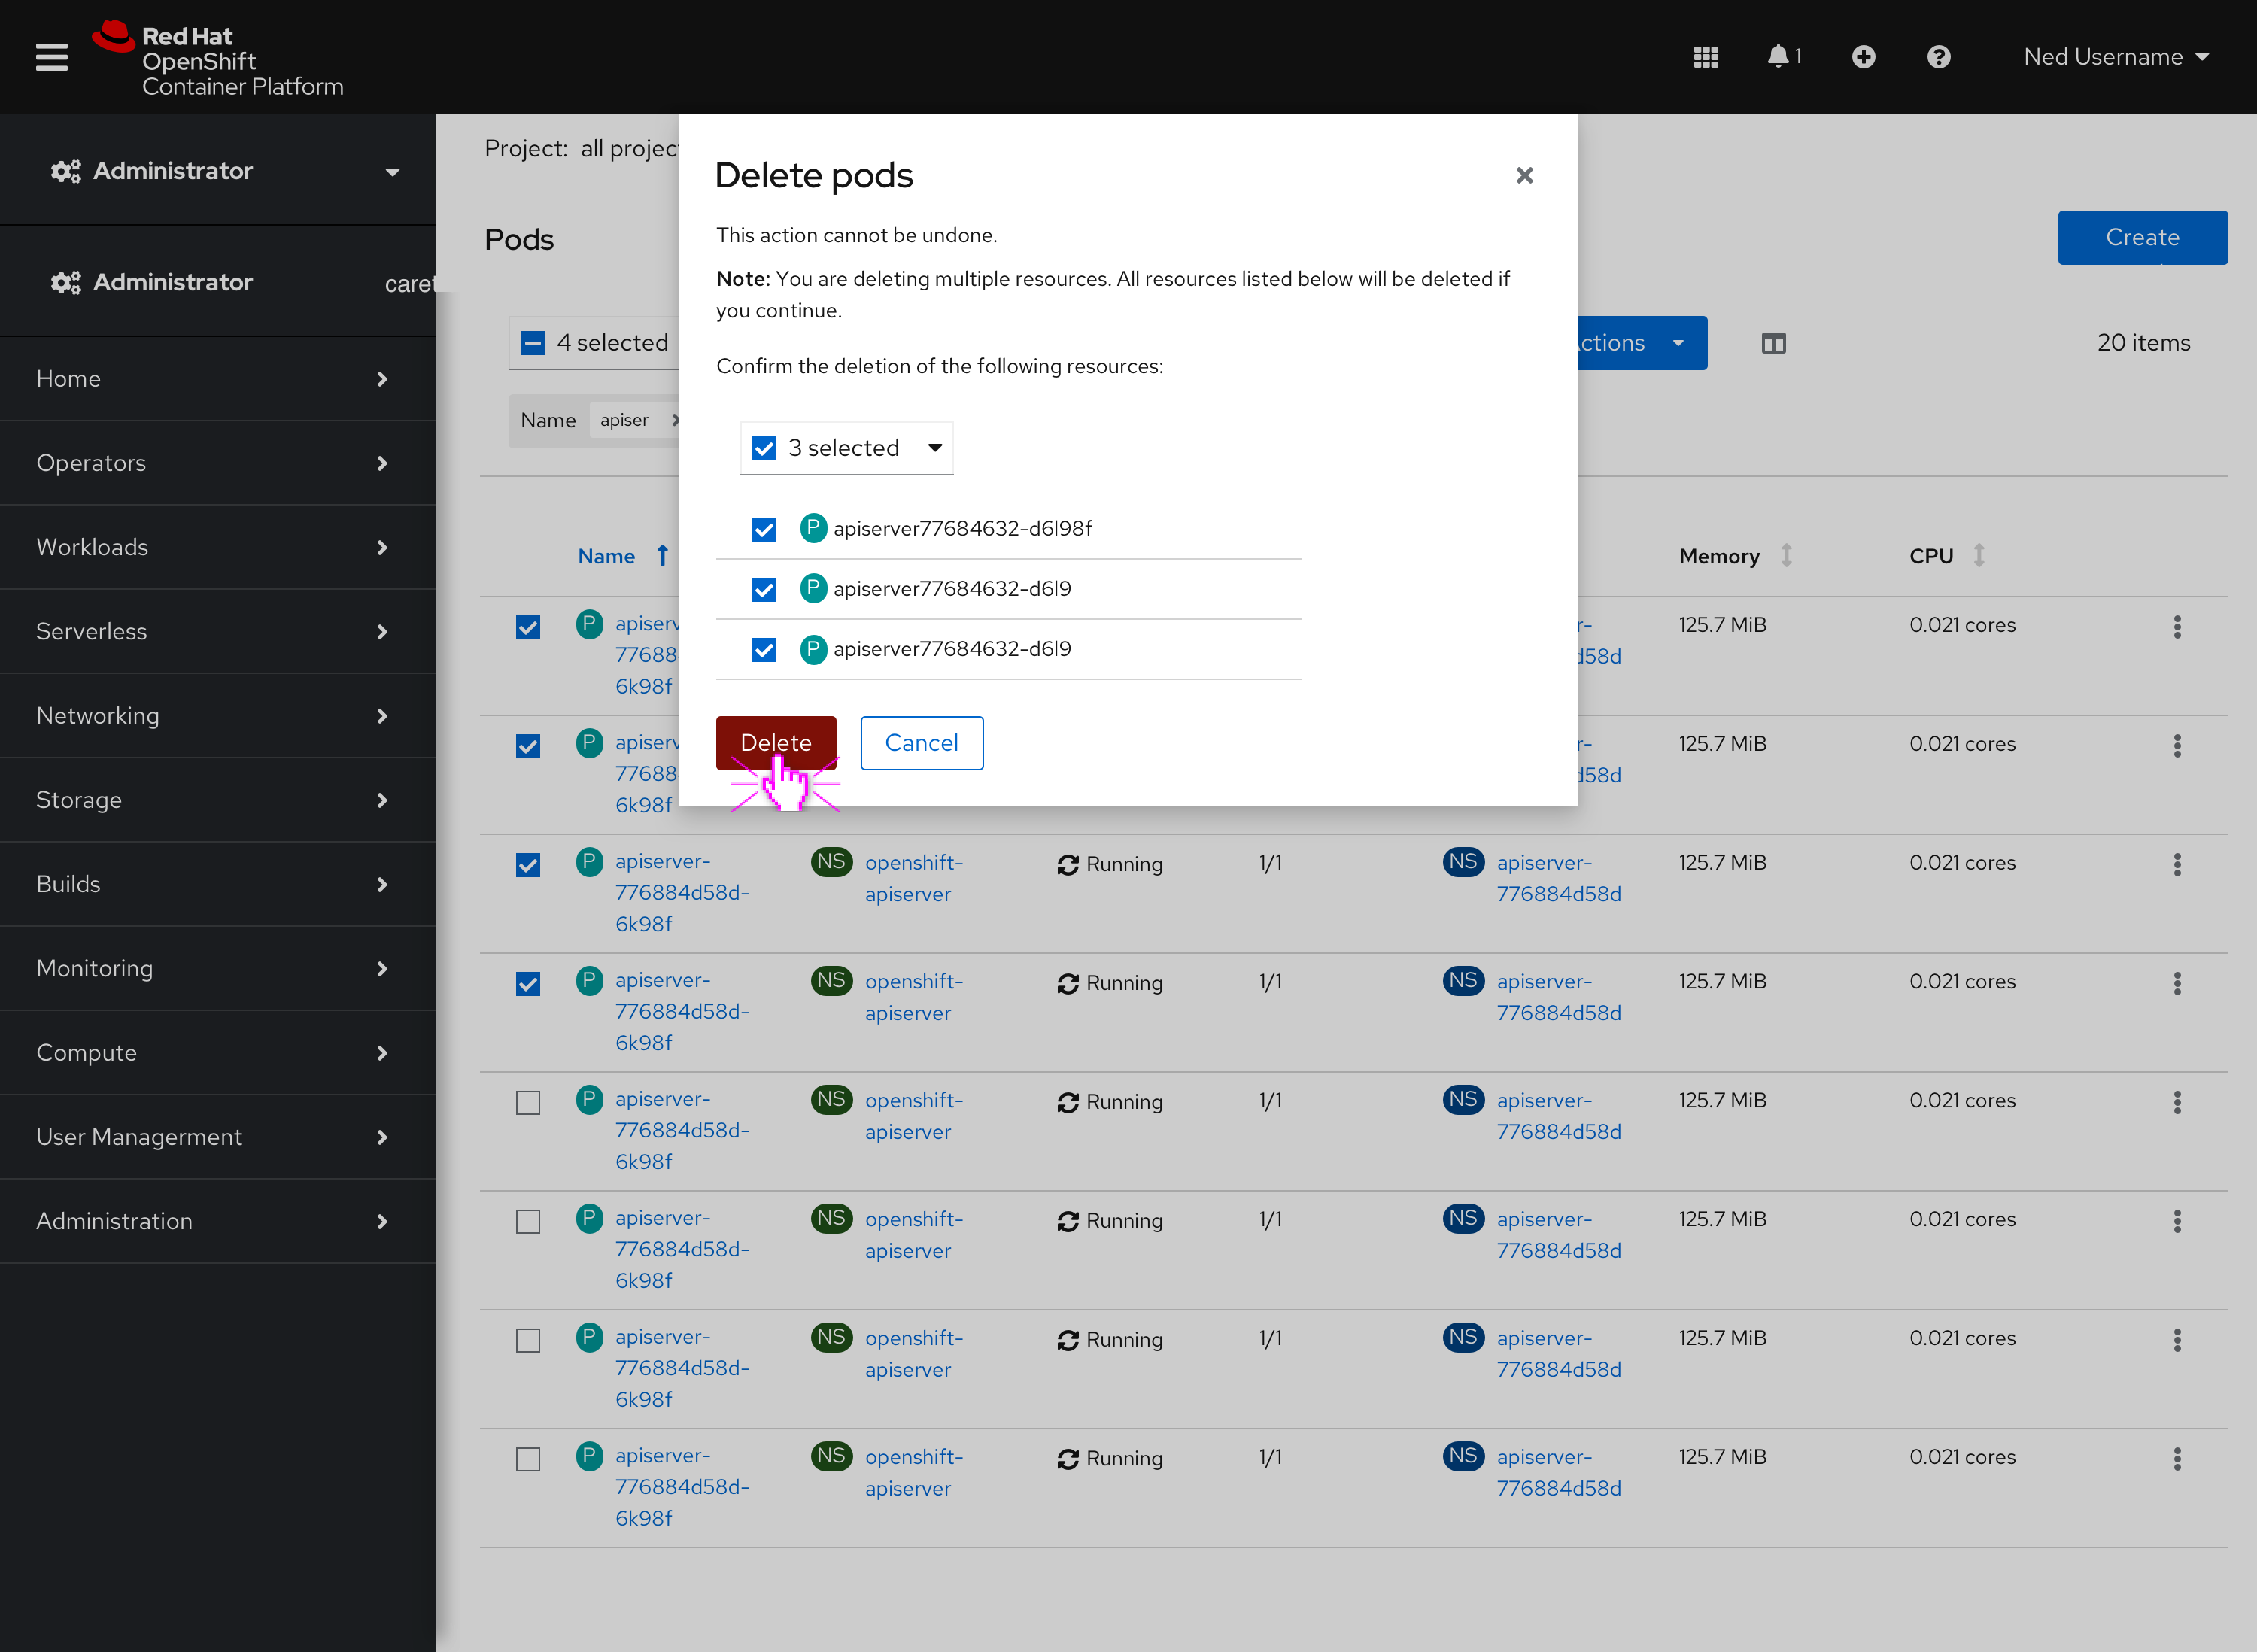 Red Hat
OpenShift
Container Platform
1
Ned Username
Administrator
Administrator
caret
Home
Operators
Workloads
Serverless
Networking
Storage
Builds
Monitoring
Compute
User Managerment
Administration
Project: all projec
Pods
Create
4 selected
ctions
20 items
Name apiser
Delete pods
This action cannot be undone.
Note: You are deleting multiple resources. All resources listed below will be deleted if
you continue.
Confirm the deletion of the following resources:
3 selected
P apiserver77684632-d6l98f
P apiserver77684632-d6l9
P apiserver77684632-d6l9
Delete Cancel
Name Memory CPU
P apiserv r- 125.7 MiB 0.021 cores
77688 d58d
6k98f
P apiserv r- 125.7 MiB 0.021 cores
77688 d58d
6k98f
P apiserver- NS openshift- Running 1/1 NS apiserver- 125.7 MiB 0.021 cores
776884d58d- apiserver 776884d58d
6k98f
P apiserver- NS openshift- Running 1/1 NS apiserver- 125.7 MiB 0.021 cores
776884d58d- apiserver 776884d58d
6k98f
P apiserver- NS openshift- Running 1/1 NS apiserver- 125.7 MiB 0.021 cores
776884d58d- apiserver 776884d58d
6k98f
P apiserver- NS openshift- Running 1/1 NS apiserver- 125.7 MiB 0.021 cores
776884d58d- apiserver 776884d58d
6k98f
P apiserver- NS openshift- Running 1/1 NS apiserver- 125.7 MiB 0.021 cores
776884d58d- apiserver 776884d58d
6k98f
P apiserver- NS openshift- Running 1/1 NS apiserver- 125.7 MiB 0.021 cores
776884d58d- apiserver 776884d58d
6k98f